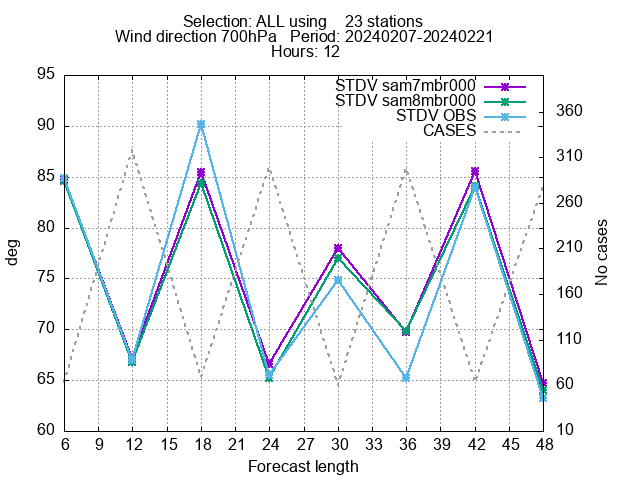 Selection: ALL using    23 stations
Wind direction 700hPa   Period: 20240207-20240221
Hours: 12
STDV sam7mbr000
STDV sam8mbr000
STDV OBS
CASES
95
90
85
80
75
70
65
60
deg
360
310
260
210
160
110
60
10
No cases
6 9 12 15 18 21 24 27 30 33 36 39 42 45 48
Forecast length